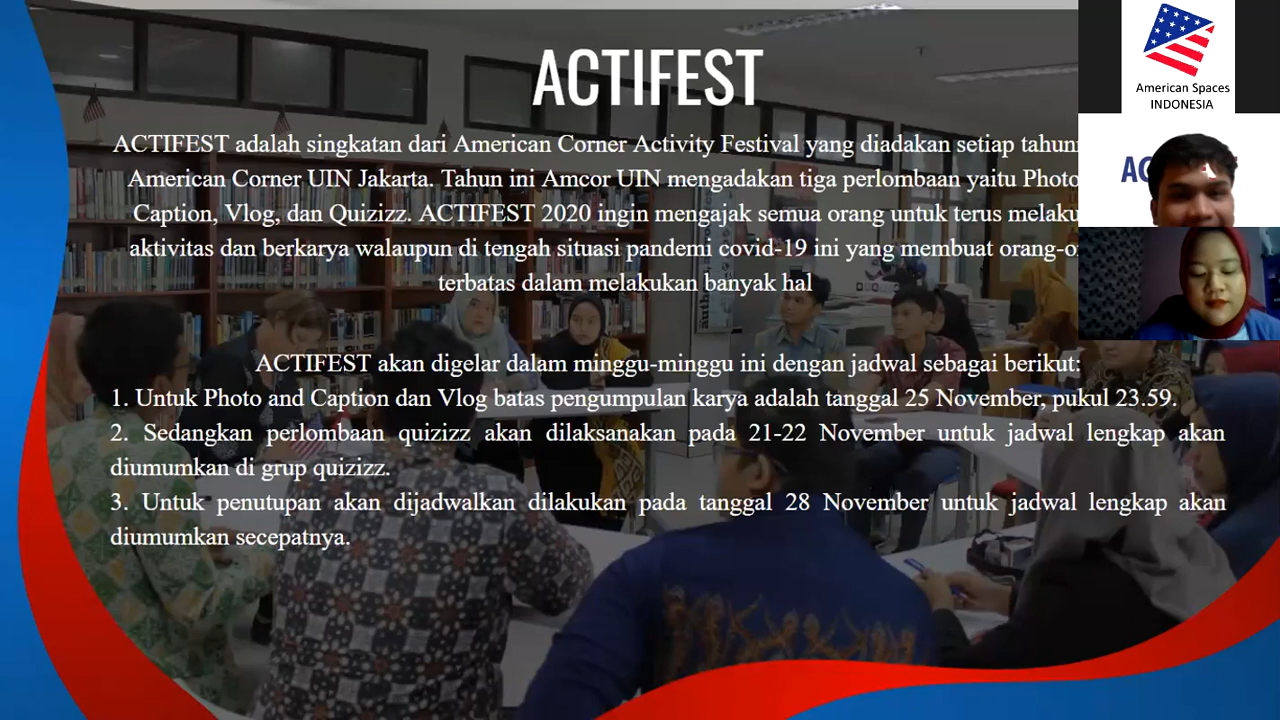 ACTIFEST
ACTIFEST adalah singkatan dari American Corner Activity Festival yang diadakan setiap
American Corner UIN Jakarta. Tahun ini Amcor UIN mengadakan tiga perlombaan yaitu Photo
Caption, Vlog, dan Quizizz. ACTIFEST 2020 ingin mengajak semua orang untuk terus
aktivitas dan berkarya walaupun di tengah situasi pandemi covid-19 ini yang membuat
terbatas dalam melakukan banyak hal
ACTIFEST akan digelar dalam minggu-minggu ini dengan jadwal sebagai berikut:
1. Untuk Photo and Caption dan Vlog batas pengumpulan karya adalah tanggal 25 November, pukul 23.59.
2. Sedangkan perlombaan quizizz akan dilaksanakan pada 21-22 November untuk jadwal lengkap akan
diumumkan di grup quizizz.
3. Untuk penutupan akan dijadwalkan dilakukan pada tanggal 28 November untuk jadwal lengkap akan
diumumkan secepatnya.
American Spaces
INDONESIA